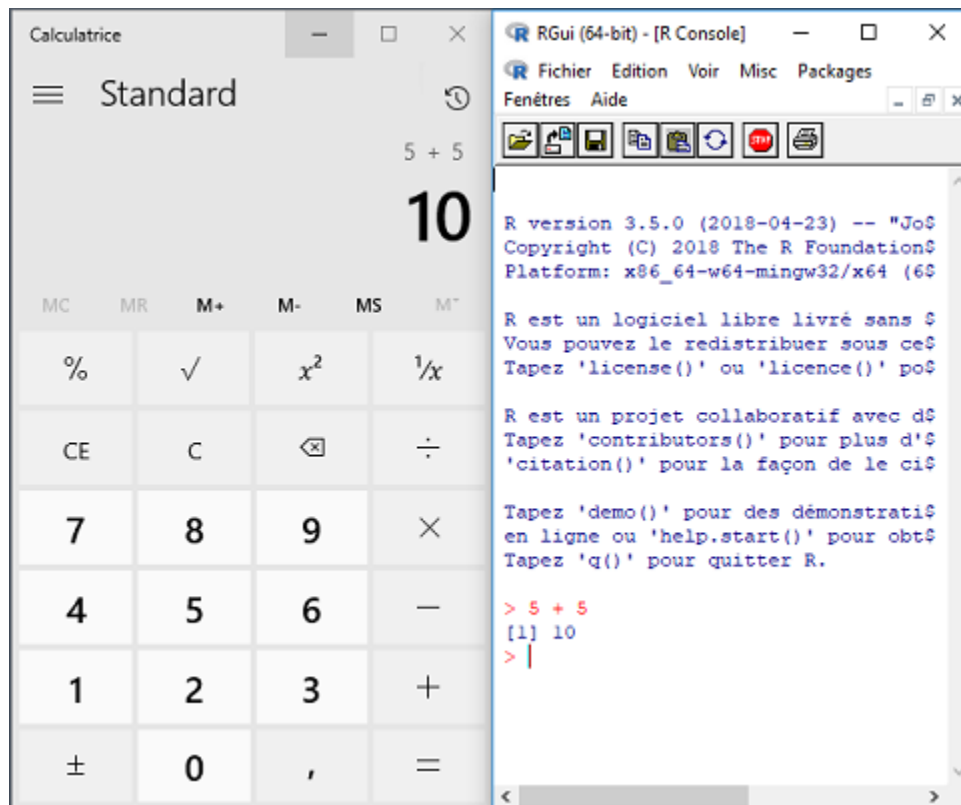 Calculatrice
Standard
5 + 5
10
MC MR M+ M- MS M˅
% √ x² ¹/x
CE C ÷
7 8 9 ×
4 5 6 −
1 2 3 +
± 0 , =
RGui (64-bit) - [R Console]
Fichier Edition Voir Misc Packages
Fenêtres Aide
STOP
R version 3.5.0 (2018-04-23) -- "Jo$
Copyright (C) 2018 The R Foundation$
Platform: x86_64-w64-mingw32/x64 (6$
R est un logiciel libre livré sans $
Vous pouvez le redistribuer sous ce$
Tapez 'license()' ou 'licence()' po$
R est un projet collaboratif avec d$
Tapez 'contributors()' pour plus d'$
'citation()' pour la façon de le ci$
Tapez 'demo()' pour des démonstrati$
en ligne ou 'help.start()' pour obt$
Tapez 'q()' pour quitter R.
> 5 + 5
[1] 10
>